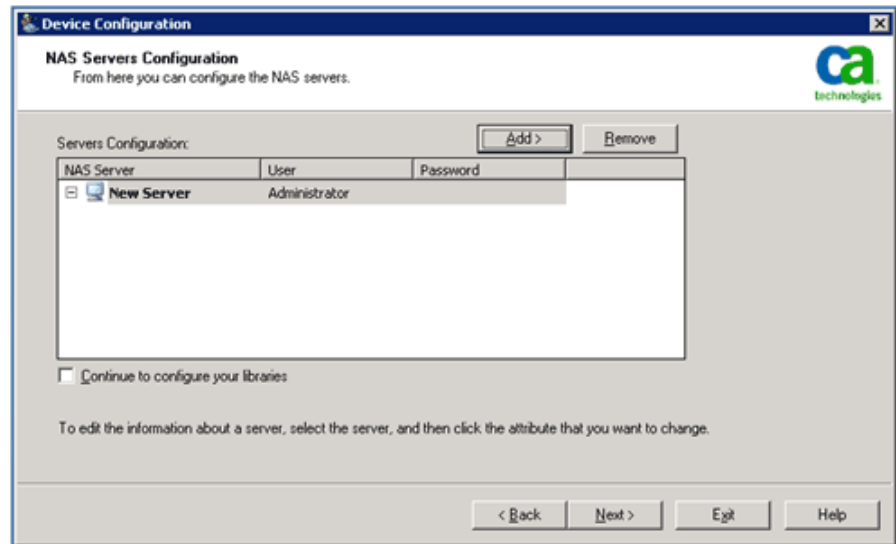 Device Configuration
NAS Servers Configuration
From here you can configure the NAS servers.
ca
technologies
Servers Configuration:
Add >
Remove
NAS Server User Password
New Server Administrator
Continue to configure your libraries
To edit the information about a server, select the server, and then click the attribute that you want to change.
< Back Next > Exit Help